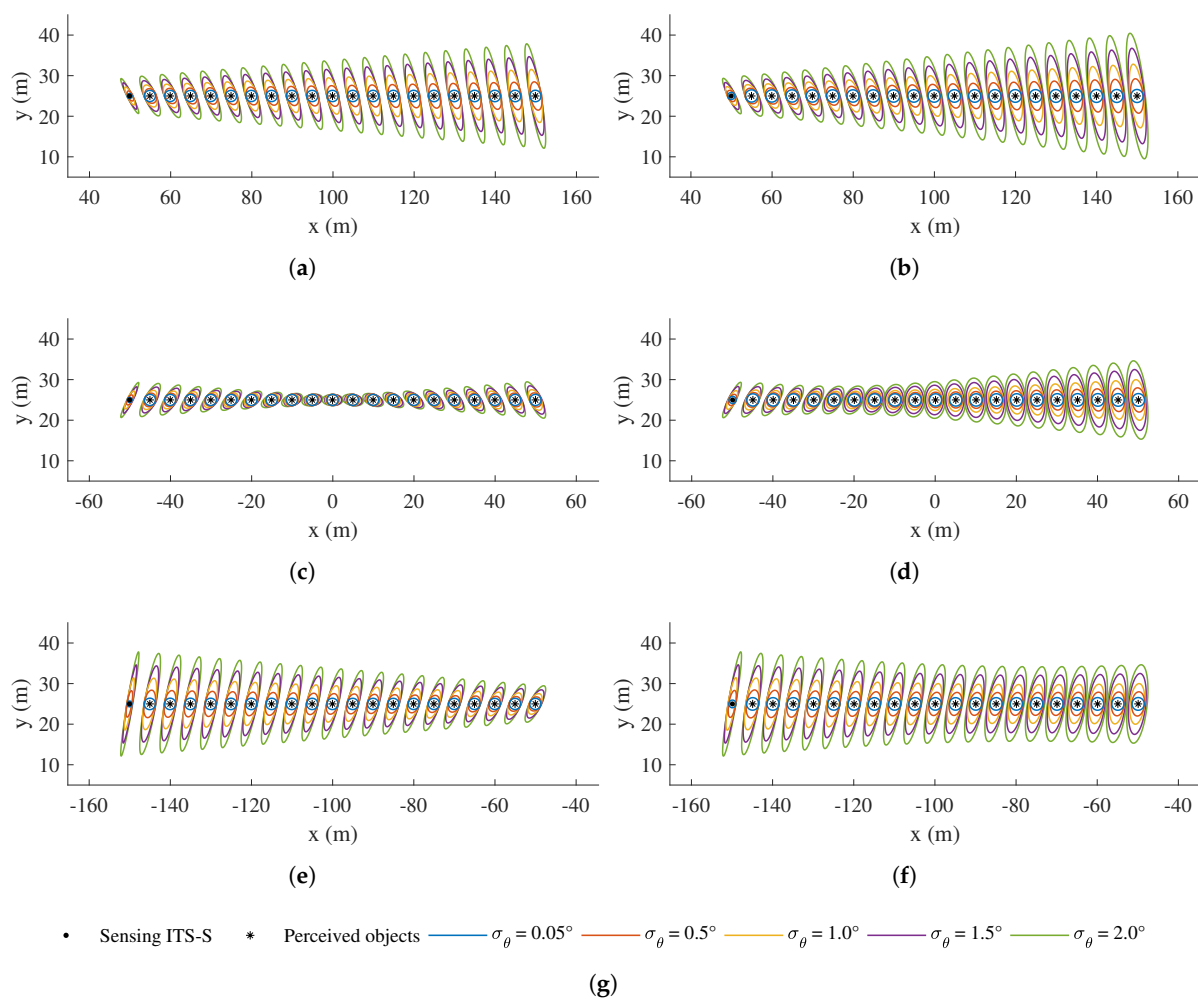 40
30
20
10
y (m)
40 60 80 100 120 140 160
x (m)
(a)
40
30
20
10
y (m)
40 60 80 100 120 140 160
x (m)
(b)
40
30
20
10
y (m)
-60 -40 -20 0 20 40 60
x (m)
(c)
40
30
20
10
y (m)
-60 -40 -20 0 20 40 60
x (m)
(d)
40
30
20
10
y (m)
-160 -140 -120 -100 -80 -60 -40
x (m)
(e)
40
30
20
10
y (m)
-160 -140 -120 -100 -80 -60 -40
x (m)
(f)
Sensing ITS-S Perceived objects σθ = 0.05° σθ = 0.5° σθ = 1.0° σθ = 1.5° σθ = 2.0°
(g)